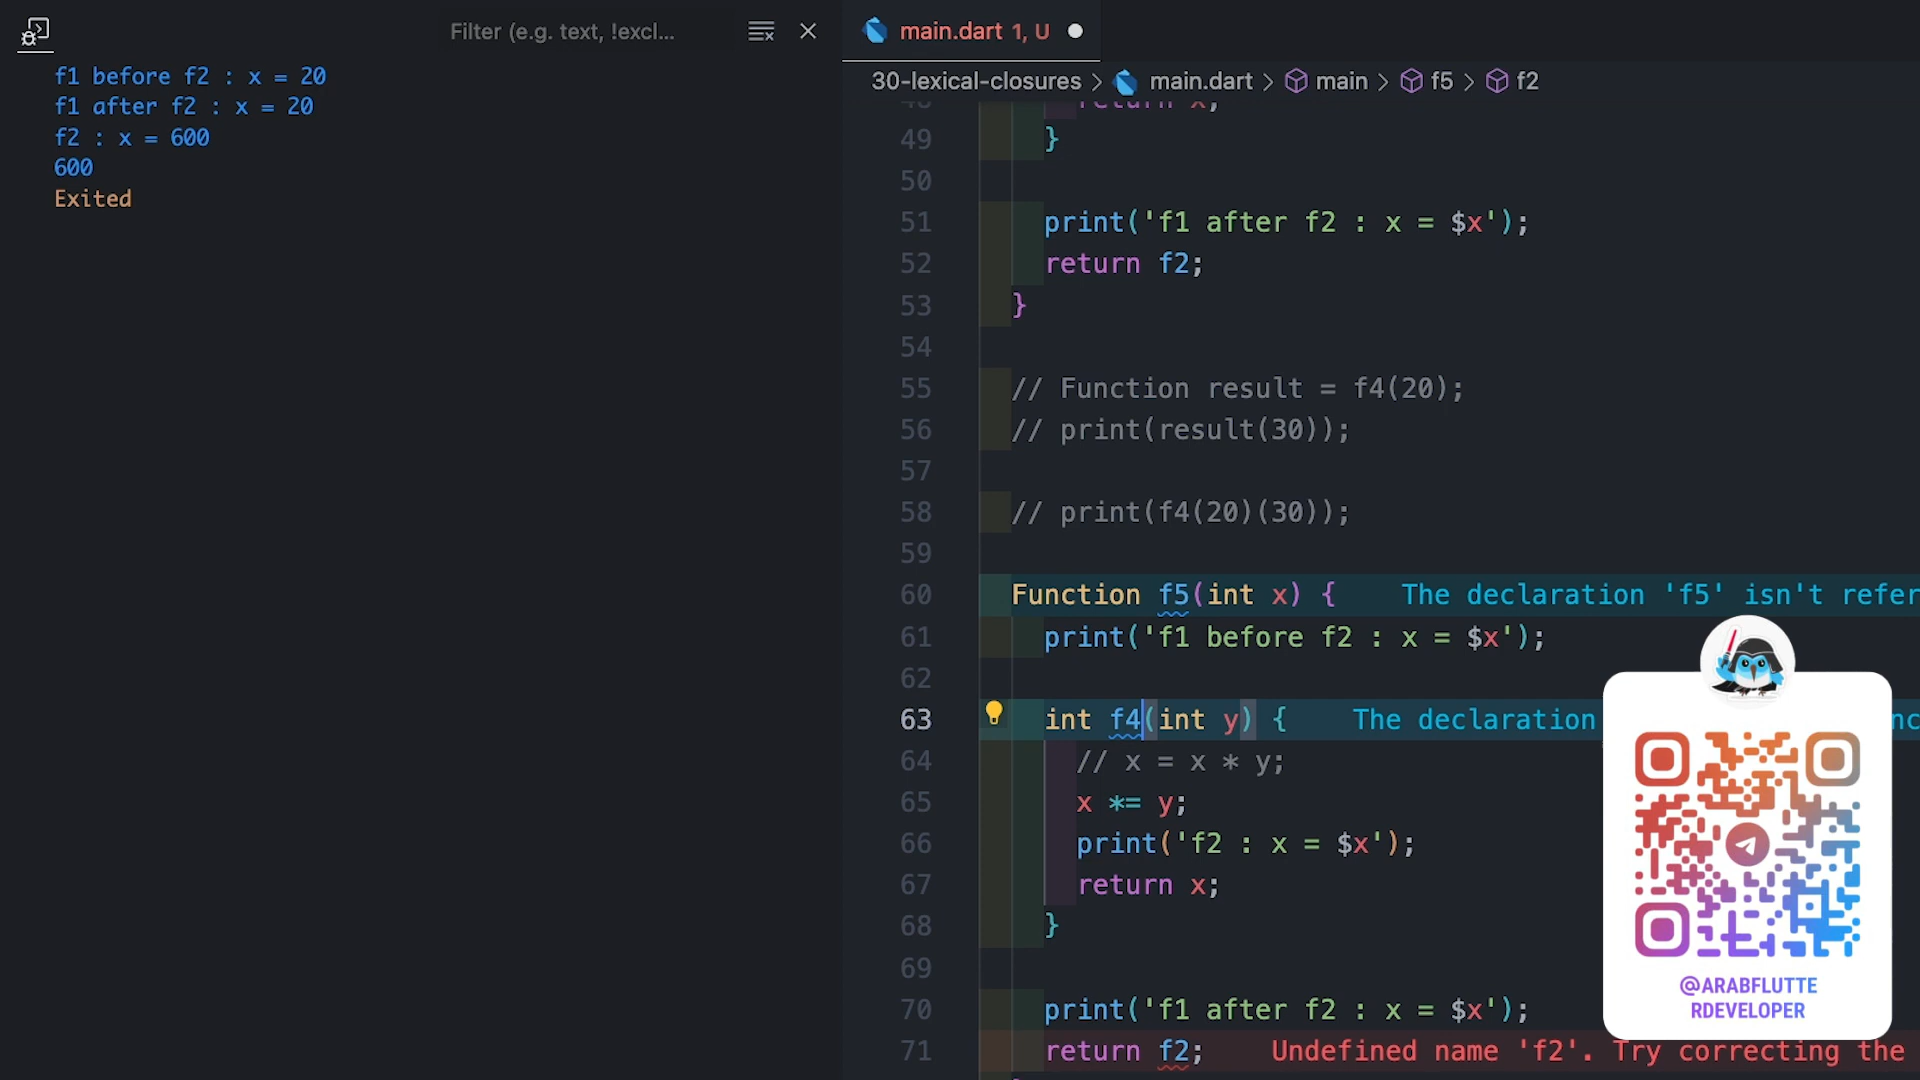 Filter (e.g. text, !excl...
f1 before f2 : x = 20
f1 after f2 : x = 20
f2 : x = 600
600
Exited
main.dart 1, U
30-lexical-closures > main.dart > main > f5 > f2
48 return x;
49 }
50
51 print('f1 after f2 : x = $x');
52 return f2;
53 }
54
55 // Function result = f4(20);
56 // print(result(30));
57
58 // print(f4(20)(30));
59
60 Function f5(int x) { The declaration 'f5' isn't refer
61 print('f1 before f2 : x = $x');
62
63 int f4(int y) { The declaration nc
64 // x = x * y;
65 x *= y;
66 print('f2 : x = $x');
67 return x;
68 }
69
70 print('f1 after f2 : x = $x');
71 return f2; Undefined name 'f2'. Try correcting the
@ARABFLUTTE
RDEVELOPER